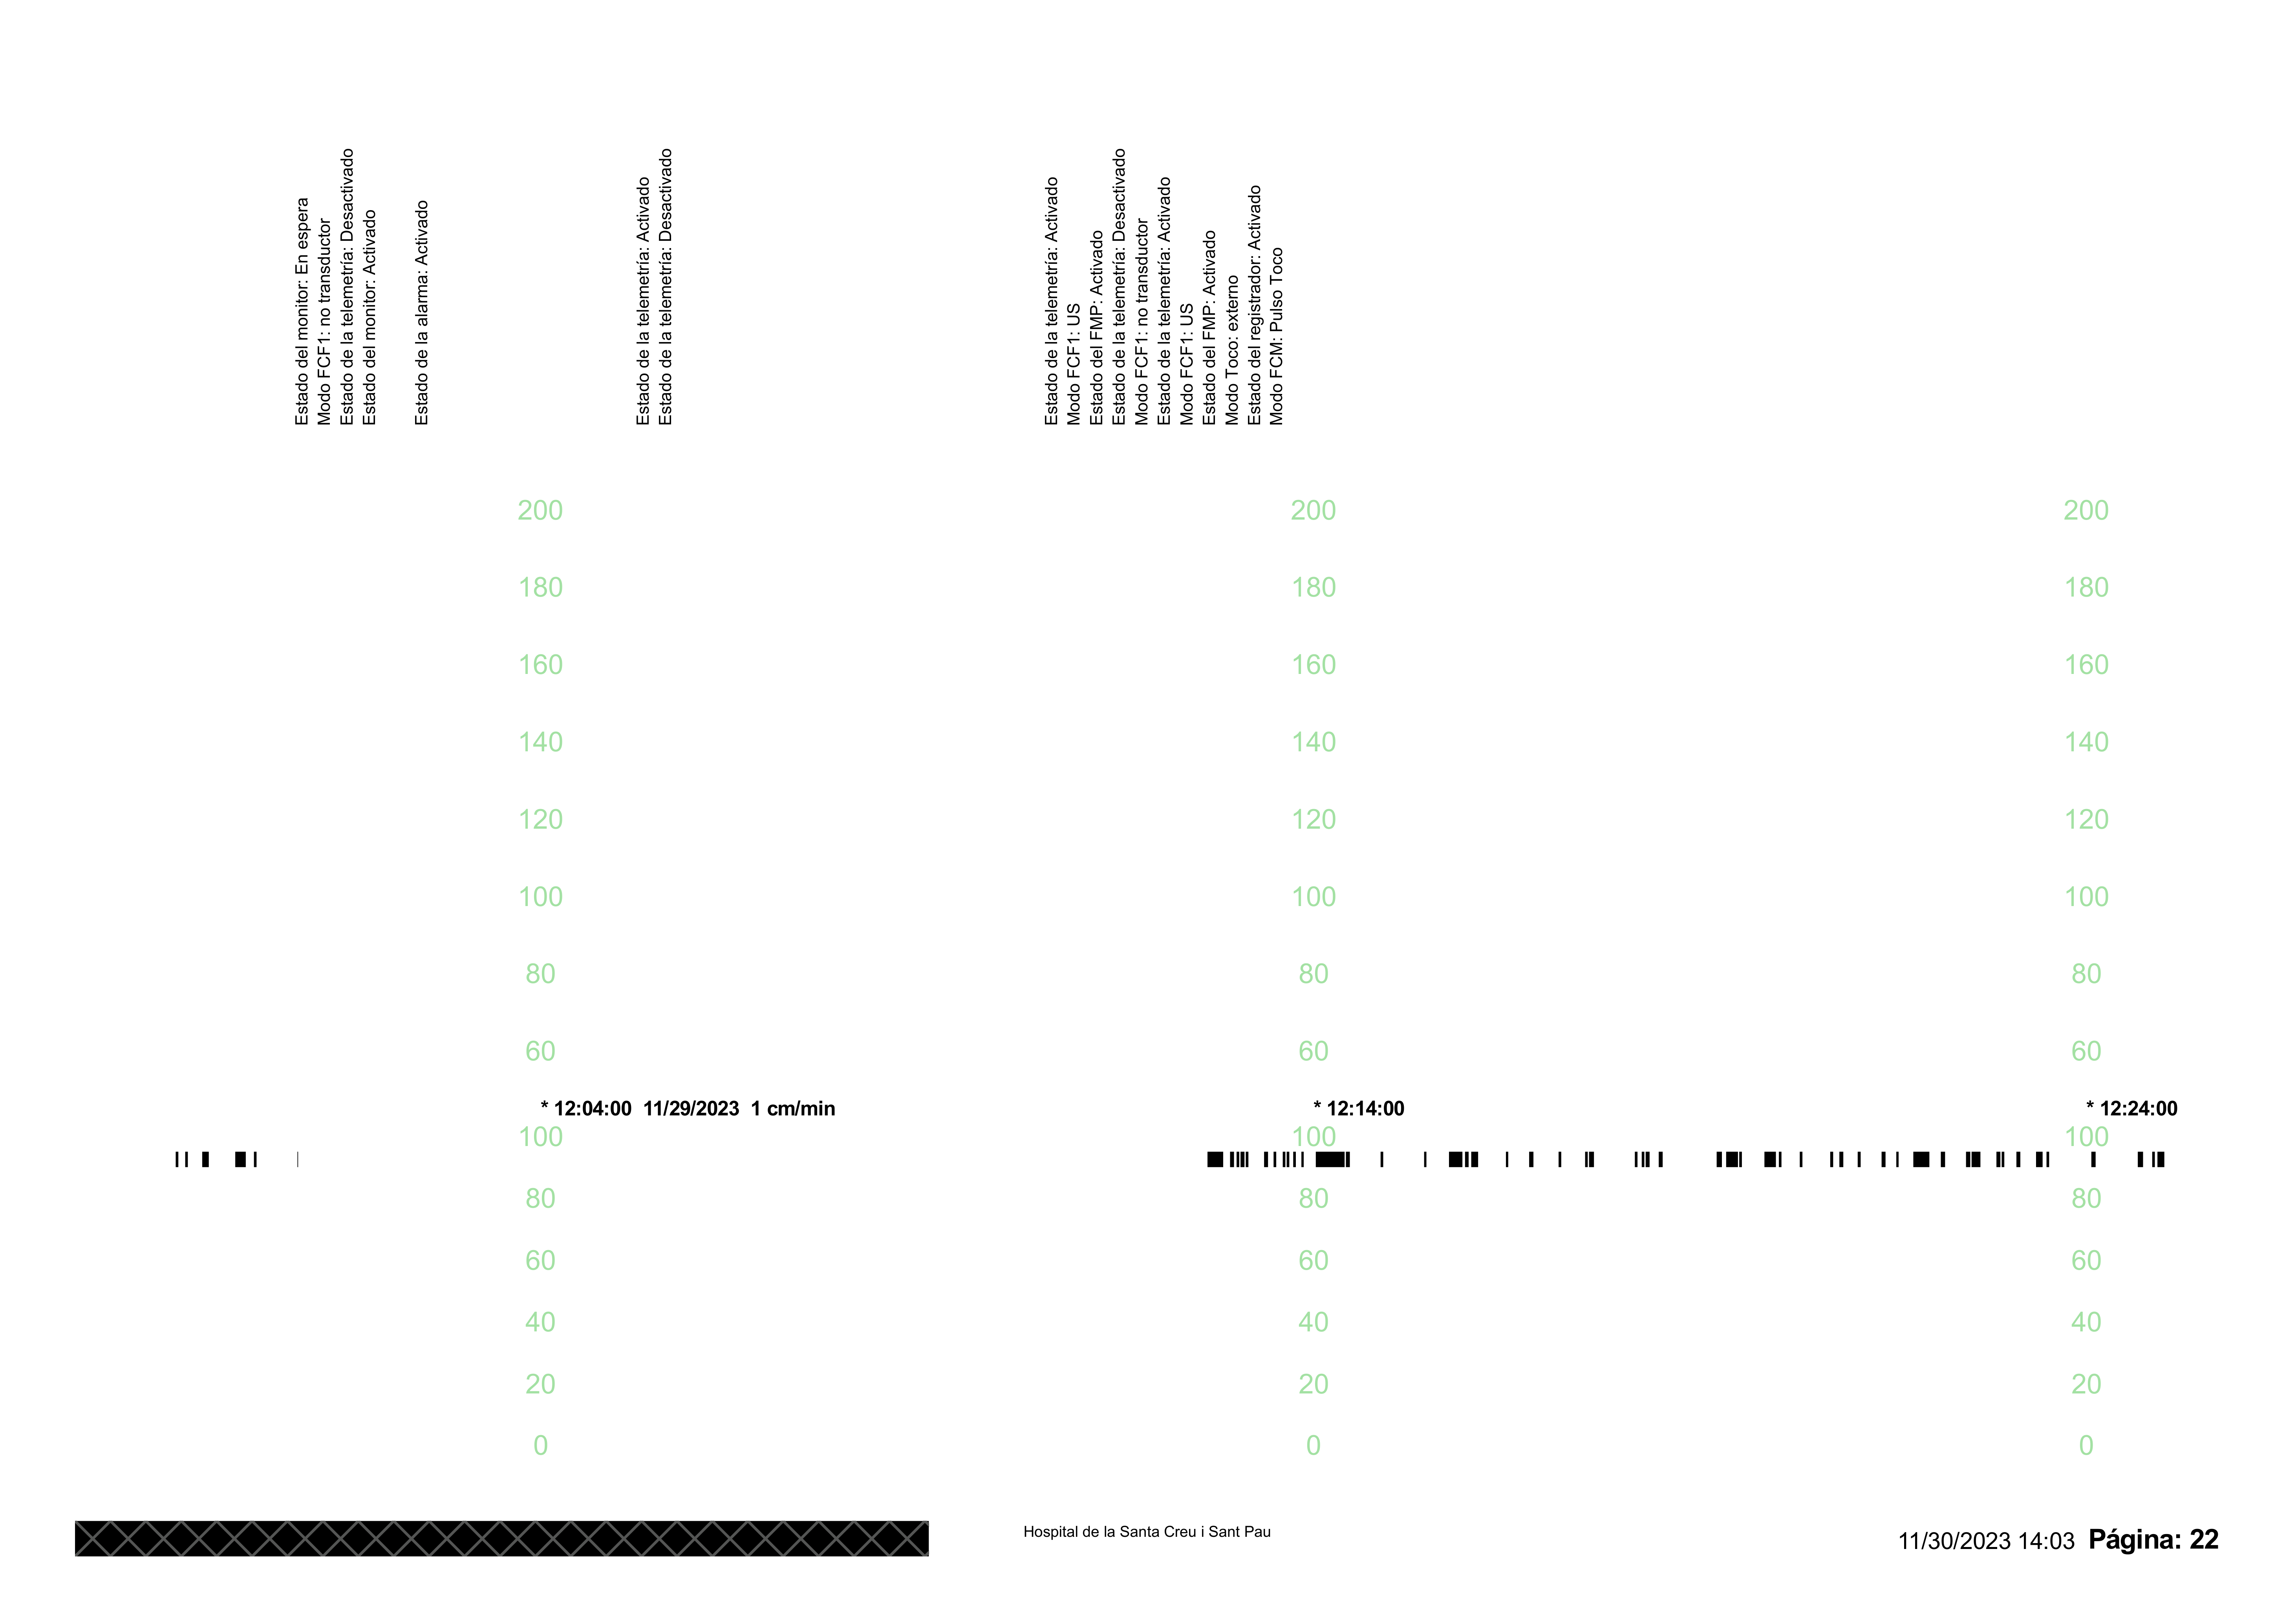 Estado del monitor: En espera
Modo FCF1: no transductor
Estado de la telemetría: Desactivado
Estado del monitor: Activado
Estado de la alarma: Activado
Estado de la telemetría: Activado
Estado de la telemetría: Desactivado
Estado de la telemetría: Activado
Modo FCF1: US
Estado del FMP: Activado
Estado de la telemetría: Desactivado
Modo FCF1: no transductor
Estado de la telemetría: Activado
Modo FCF1: US
Estado del FMP: Activado
Modo Toco: externo
Estado del registrador: Activado
Modo FCM: Pulso Toco
200 200 200
180 180 180
160 160 160
140 140 140
120 120 120
100 100 100
80 80 80
60 60 60
* 12:04:00 11/29/2023 1 cm/min * 12:14:00 * 12:24:00
100 100 100
80 80 80
60 60 60
40 40 40
20 20 20
0 0 0
Hospital de la Santa Creu i Sant Pau
11/30/2023 14:03 Página: 22